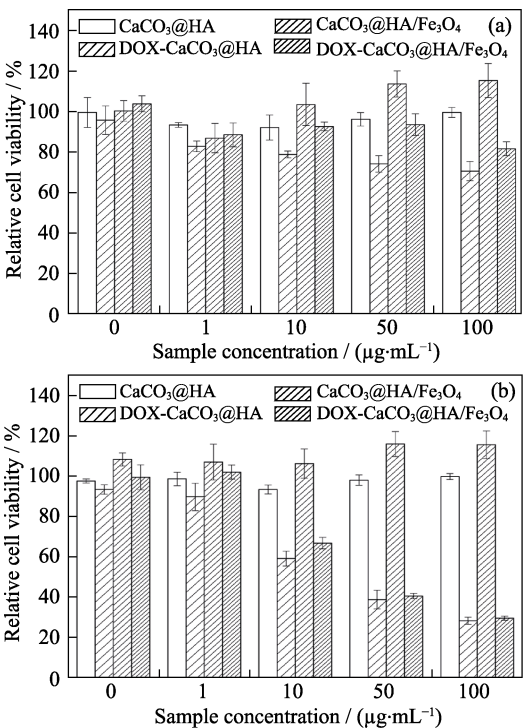 (a)
CaCO₃@HA CaCO₃@HA/Fe₃O₄
DOX-CaCO₃@HA DOX-CaCO₃@HA/Fe₃O₄
Relative cell viability / %
140
120
100
80
60
40
20
0
0 1 10 50 100
Sample concentration / (μg·mL⁻¹)
(b)
CaCO₃@HA CaCO₃@HA/Fe₃O₄
DOX-CaCO₃@HA DOX-CaCO₃@HA/Fe₃O₄
Relative cell viability / %
140
120
100
80
60
40
20
0
0 1 10 50 100
Sample concentration / (μg·mL⁻¹)